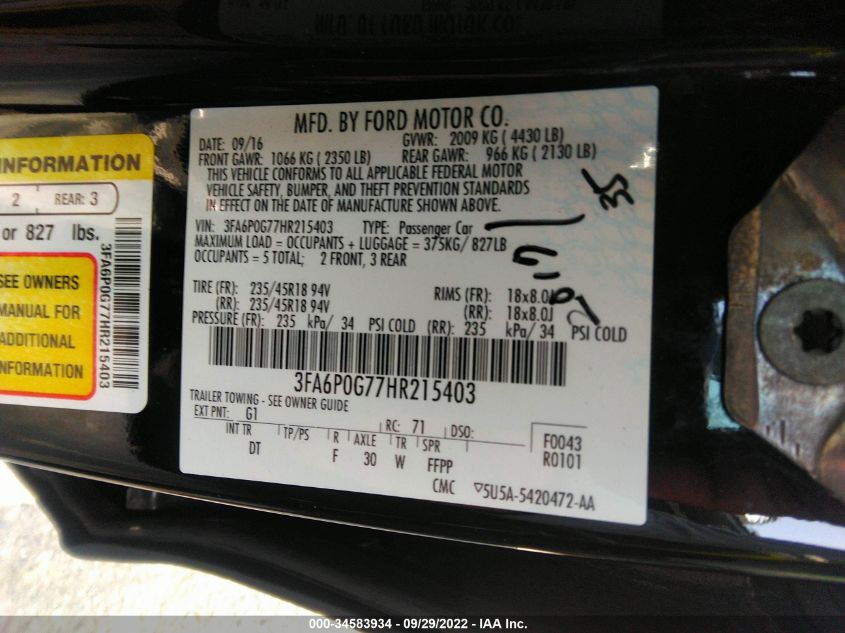 MFD. BY FORD MOTOR CO.
DATE: 09/16 GVWR: 2009 KG ( 4430 LB)
FRONT GAWR: 1066 KG ( 2350 LB) REAR GAWR: 966 KG ( 2130 LB)
THIS VEHICLE CONFORMS TO ALL APPLICABLE FEDERAL MOTOR
VEHICLE SAFETY, BUMPER, AND THEFT PREVENTION STANDARDS
IN EFFECT ON THE DATE OF MANUFACTURE SHOWN ABOVE.
VIN: 3FA6P0G77HR215403 TYPE: Passenger Car
MAXIMUM LOAD = OCCUPANTS + LUGGAGE = 375KG/ 827LB
OCCUPANTS = 5 TOTAL; 2 FRONT, 3 REAR
TIRE (FR): 235/45R18 94V RIMS (FR): 18x8.0J
(RR): 235/45R18 94V (RR): 18x8.0J
PRESSURE (FR): 235 kPa/ 34 PSI COLD (RR): 235 kPa/ 34 PSI COLD
3FA6P0G77HR215403
TRAILER TOWING - SEE OWNER GUIDE
EXT PNT: G1 RC: 71 DSO:
INT TR TP/PS R AXLE TR SPR F0043
DT F 30 W FFPP R0101
CMC 5U5A-5420472-AA
INFORMATION
2 REAR: 3
or 827 lbs.
SEE OWNERS
MANUAL FOR
ADDITIONAL
INFORMATION
3FA6P0G77HR215403
35
000-34583934 - 09/29/2022 - IAA Inc.